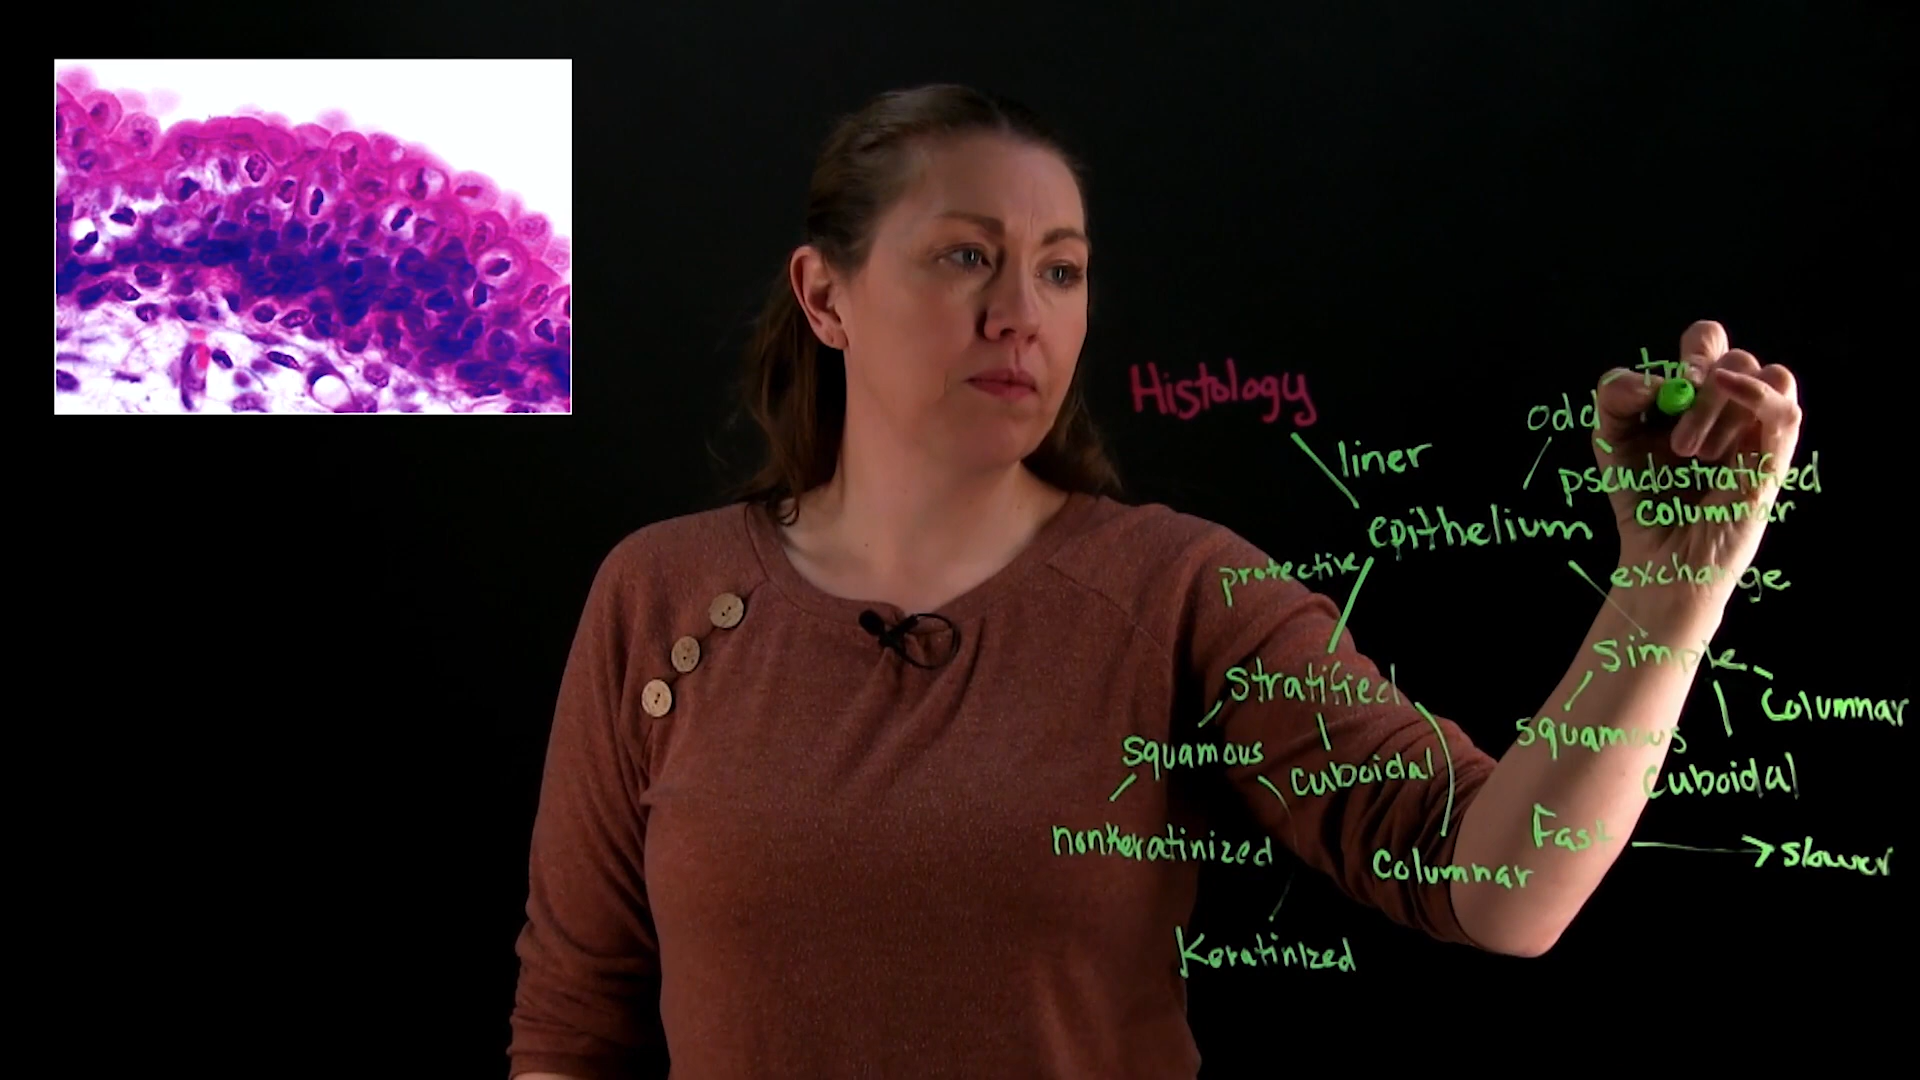 Histology
liner
odd
pseudostratified
columnar
epithelium
protective
exchange
simple
stratified
squamous
cuboidal
columnar
squamous
cuboidal
columnar
nonkeratinized
Fast → slower
Keratinized